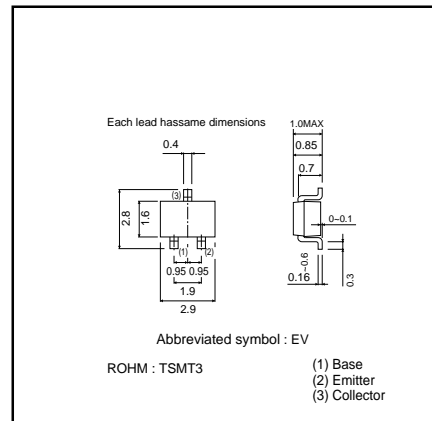 Each lead hassame dimensions
0.4
(3)
2.8
1.6
(1)
(2)
0.95 0.95
1.9
2.9
1.0MAX
0.85
0.7
0~0.1
0.16
~0.6
0.3
Abbreviated symbol : EV
ROHM : TSMT3
(1) Base
(2) Emitter
(3) Collector